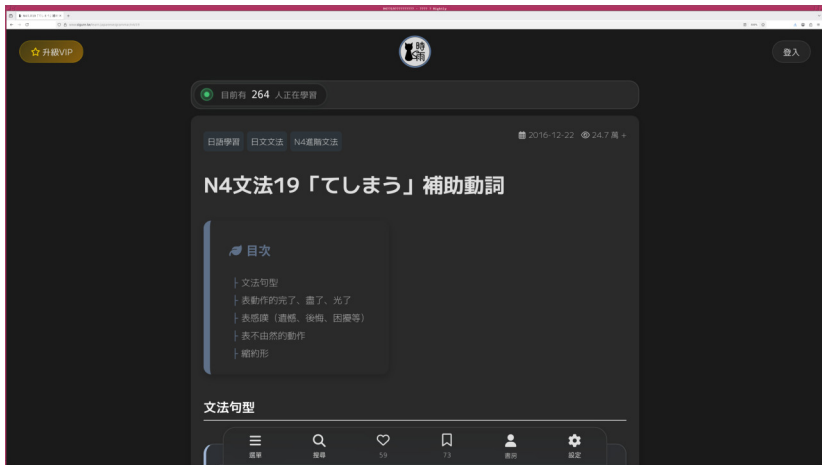 升級VIP
時雨
登入
目前有 264 人正在學習
日語學習 日文文法 N4進階文法
2016-12-22 24.7 萬 +
N4文法19「てしまう」補助動詞
目次
├ 文法句型
├ 表動作的完了、盡了、光了
├ 表感嘆（遺憾、後悔、困擾等）
├ 表不由然的動作
├ 縮約形
文法句型
選單 搜尋 59 73 書房 設定